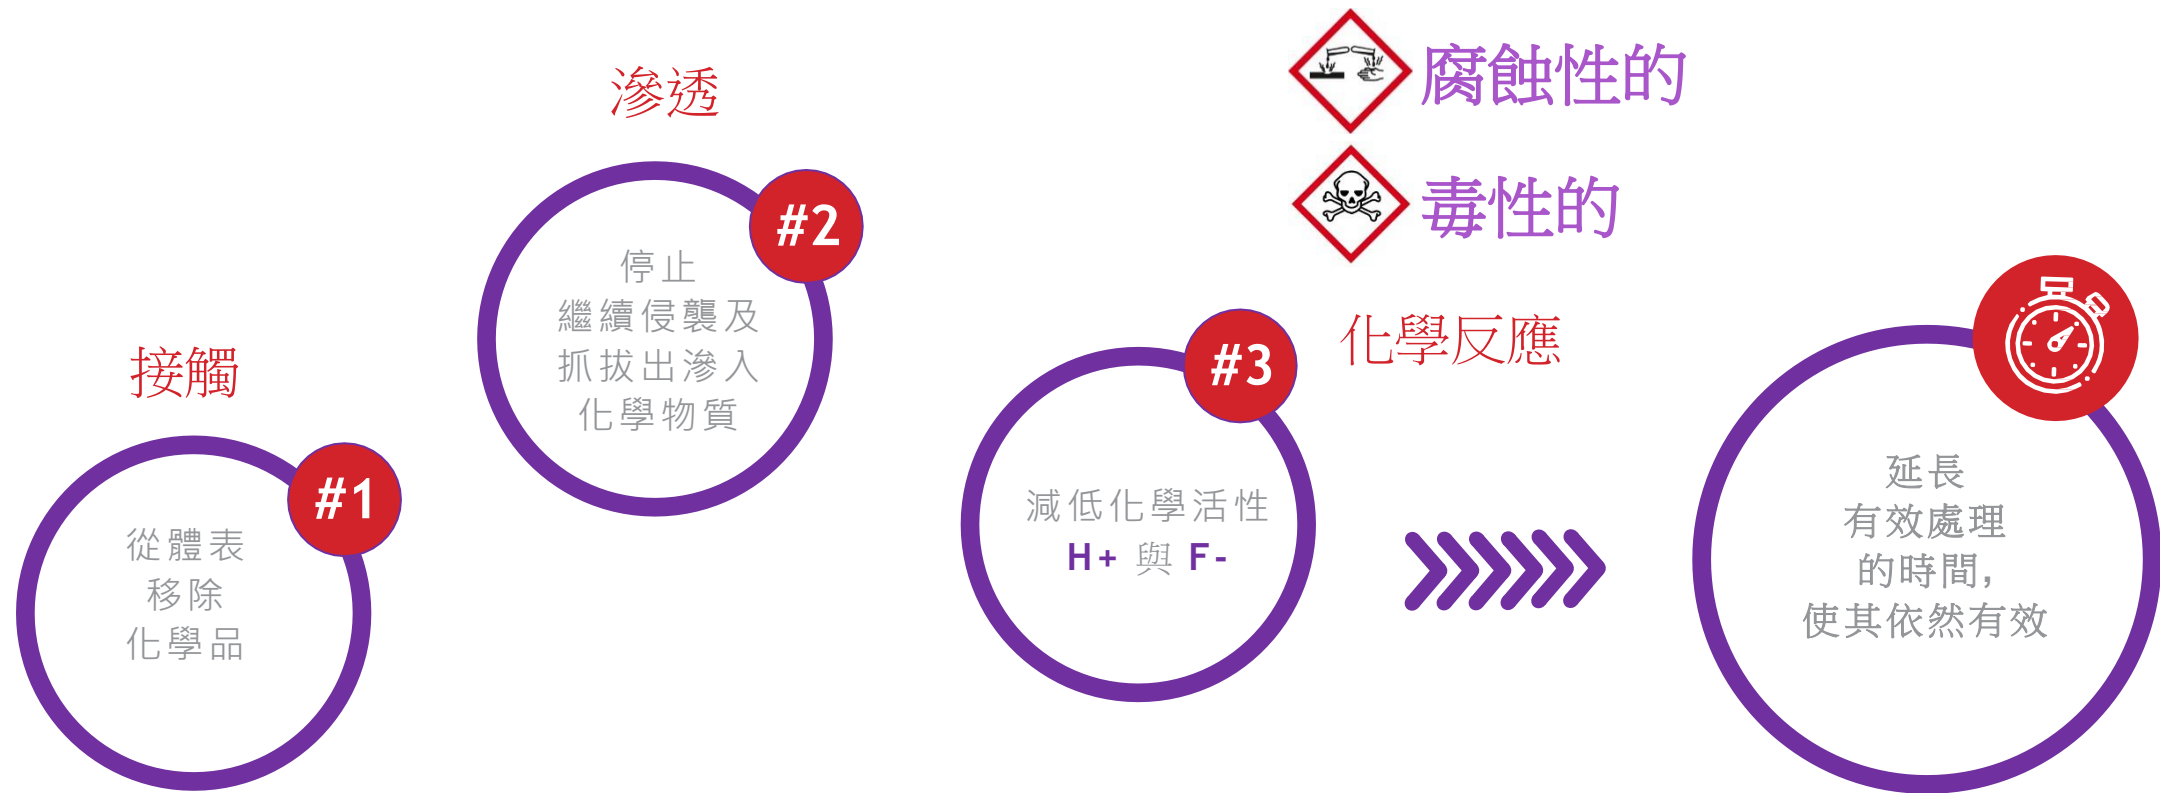 接觸
#1
從體表
移除
化學品
滲透
#2
停止
繼續侵襲及
抓拔出滲入
化學物質
腐蝕性的
毒性的
化學反應
#3
減低化學活性
H+ 與 F-
延長
有效處理
的時間,
使其依然有效